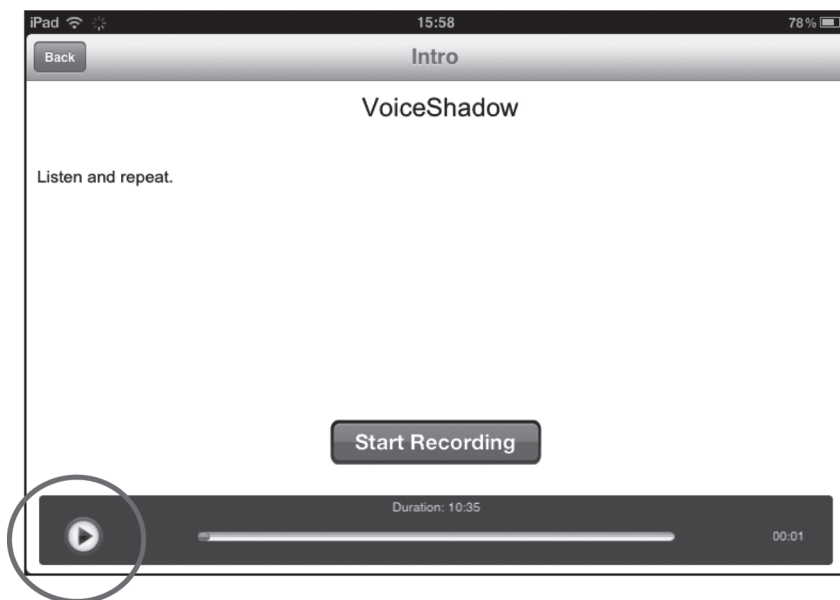 iPad 15:58 78%
Back Intro
VoiceShadow
Listen and repeat.
Start Recording
Duration: 10:35
00:01